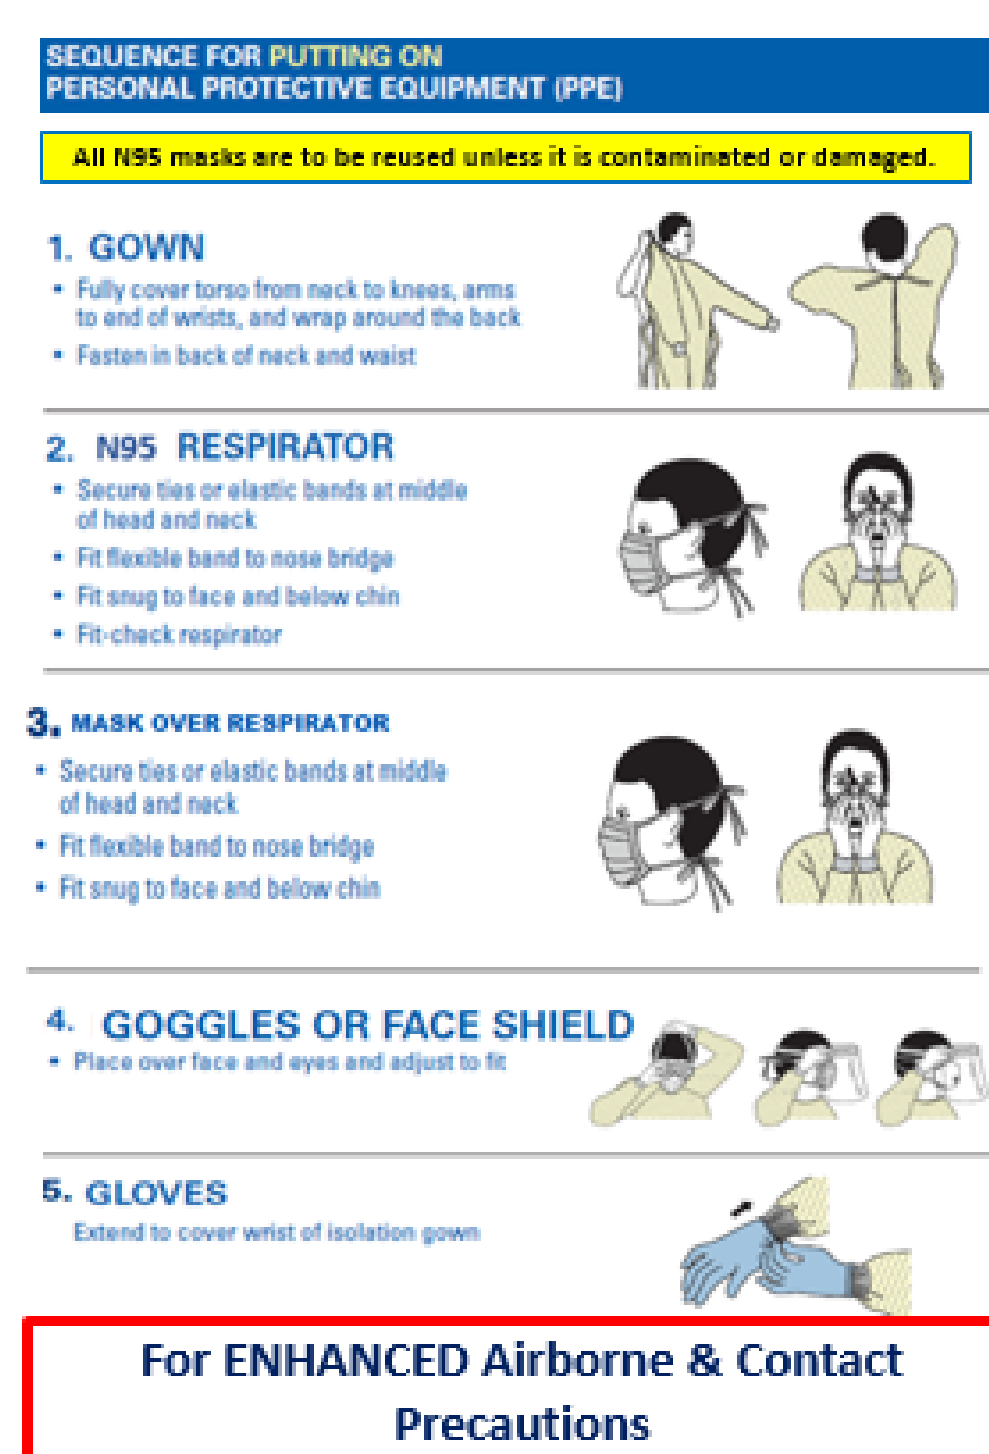 SEQUENCE FOR PUTTING ON
PERSONAL PROTECTIVE EQUIPMENT (PPE)
All N95 masks are to be reused unless it is contaminated or damaged.
1. GOWN
• Fully cover torso from neck to knees, arms
to end of wrists, and wrap around the back
• Fasten in back of neck and waist
2. N95 RESPIRATOR
• Secure ties or elastic bands at middle
of head and neck
• Fit flexible band to nose bridge
• Fit snug to face and below chin
• Fit-check respirator
3. MASK OVER RESPIRATOR
• Secure ties or elastic bands at middle
of head and neck
• Fit flexible band to nose bridge
• Fit snug to face and below chin
4. GOGGLES OR FACE SHIELD
• Place over face and eyes and adjust to fit
5. GLOVES
Extend to cover wrist of isolation gown
For ENHANCED Airborne & Contact
Precautions